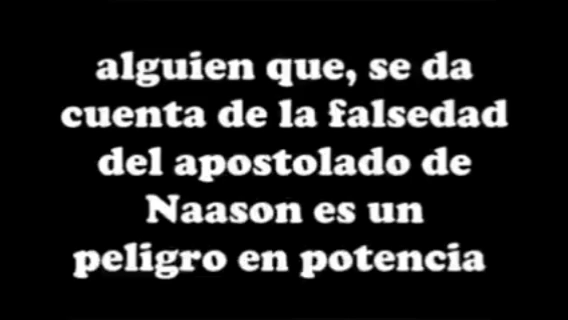 alguien que, se da
cuenta de la falsedad
del apostolado de
Naason es un
peligro en potencia